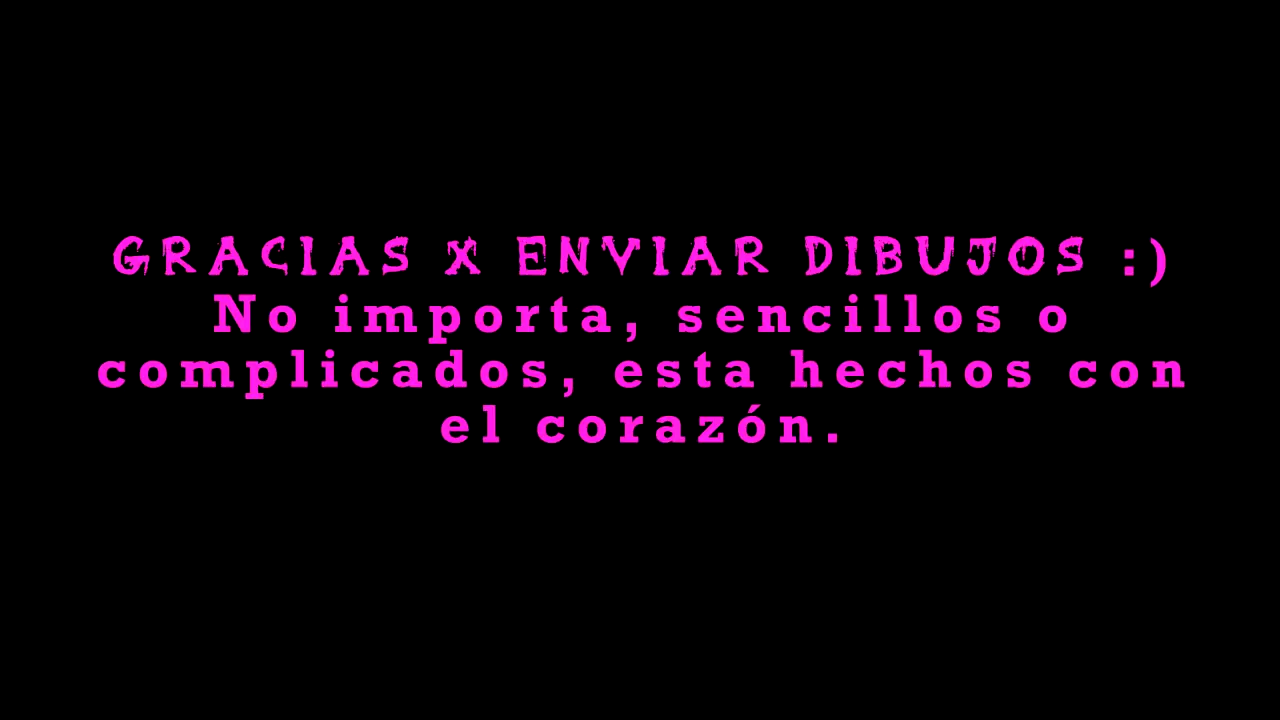 GRACIAS X ENVIAR DIBUJOS :)
No importa, sencillos o
complicados, esta hechos con
el corazón.